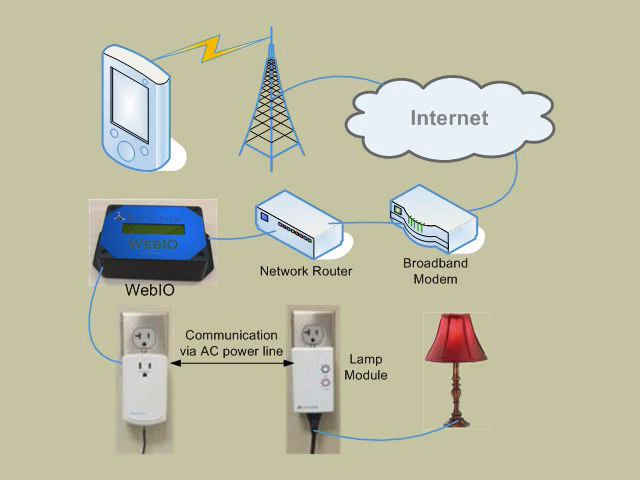 Internet
Network Router
Broadband
Modem
WEBIO
WebIO
Communication
via AC power line
Lamp
Module